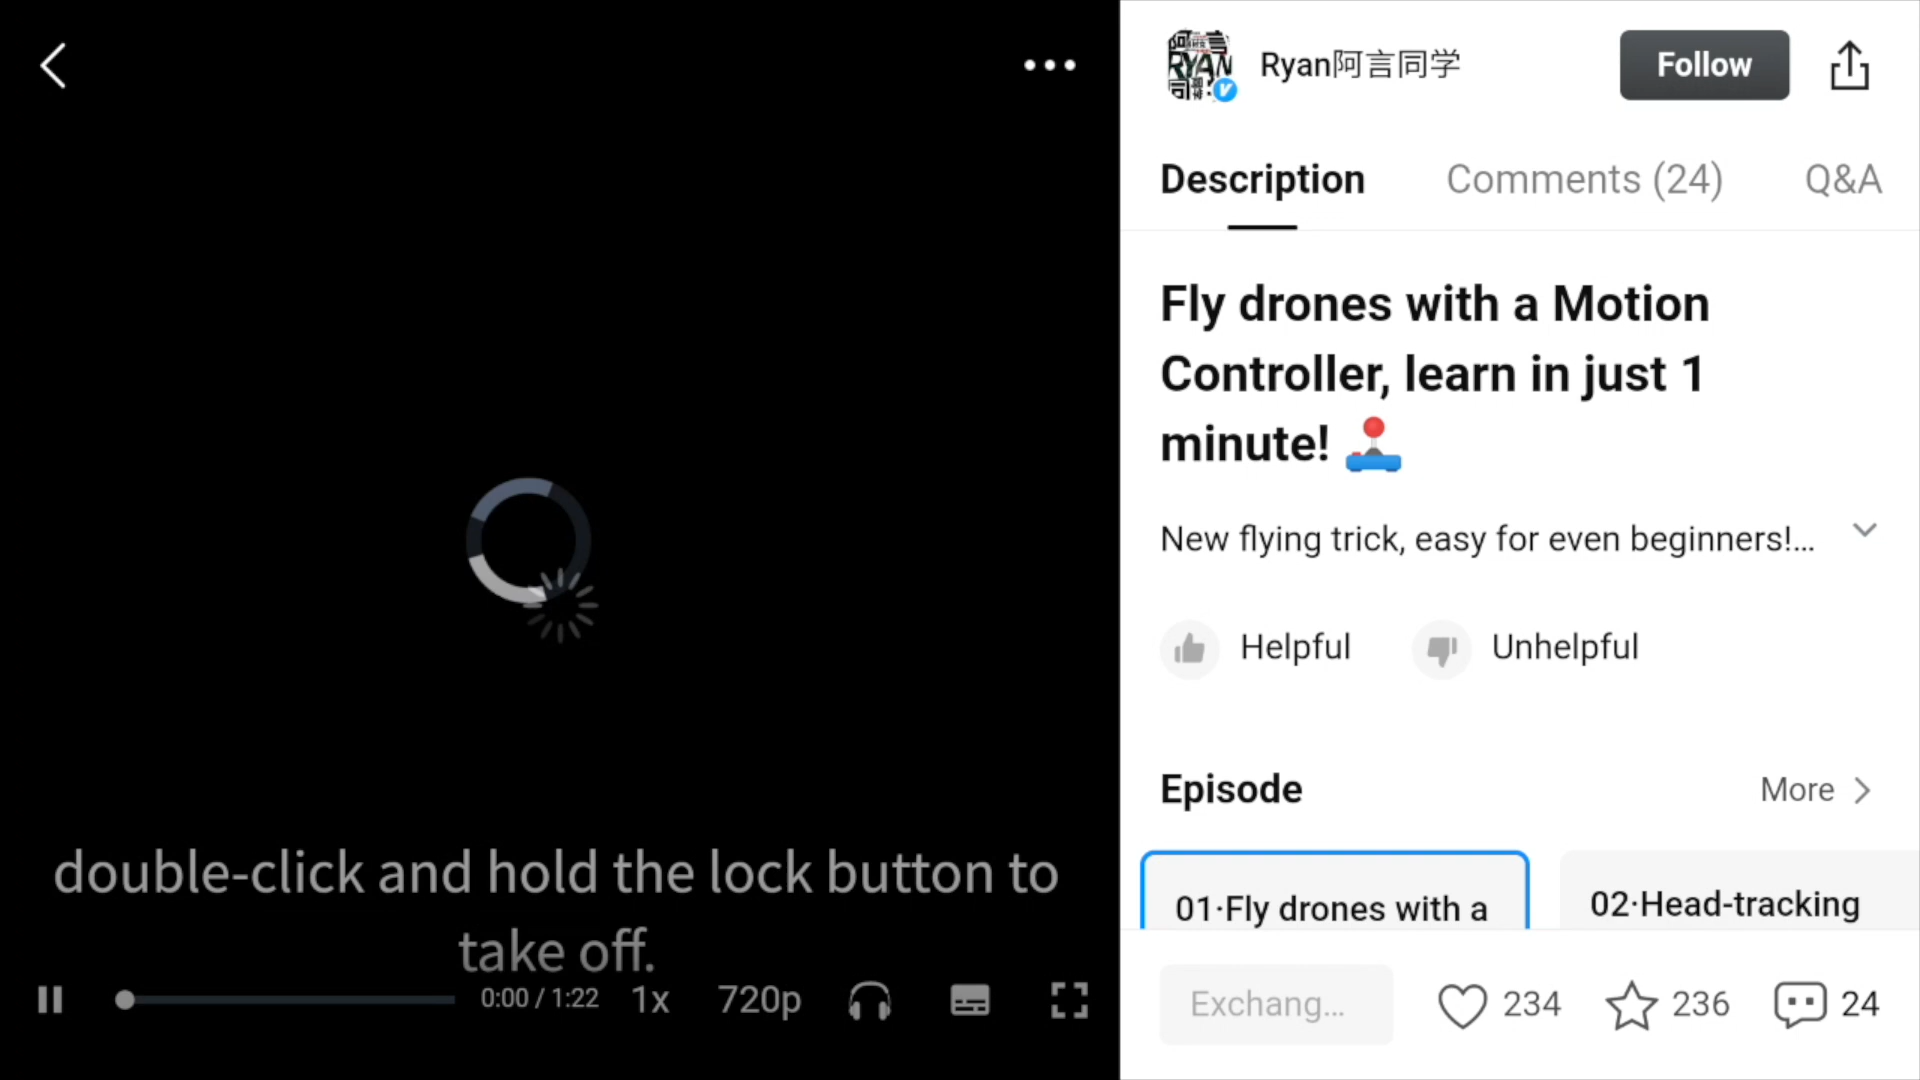 double-click and hold the lock button to
take off.
0:00 / 1:22 1x 720p
RYAN
Ryan阿言同学
Follow
Description Comments (24) Q&A
Fly drones with a Motion
Controller, learn in just 1
minute!
New flying trick, easy for even beginners!...
Helpful Unhelpful
Episode More
01·Fly drones with a
02·Head-tracking
Exchang... 234 236 24